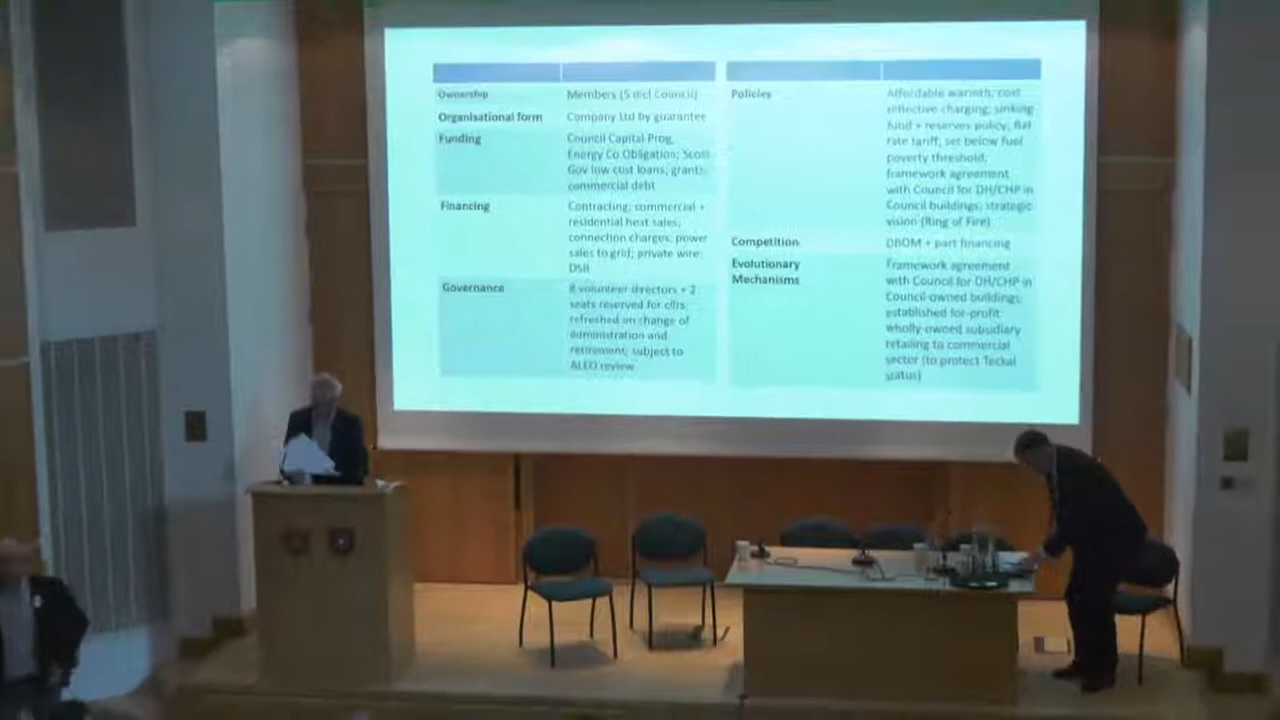 Ownership
Members (5 incl Council)
Organisational form
Company Ltd by guarantee
Funding
Council Capital Prog,
Energy Co Obligation; Scott
Gov low cost loans; grant;
commercial debt
Financing
Contracting; commercial +
residential heat sales;
connection charges; power
sales to grid; private wire;
DSR
Governance
8 volunteer directors + 2
seats reserved for cllrs;
refreshed on change of
administration and
retirement; subject to
ALEO review
Policies
Affordable warmth; cost
reflective charging; sinking
fund + reserves policy; flat
rate tariff; set below fuel
poverty threshold;
framework agreement
with Council for DH/CHP in
Council buildings; strategic
vision (Ring of Fire)
Competition
DBOM + part financing
Evolutionary
Mechanisms
Framework agreement
with Council for DH/CHP in
Council-owned buildings;
established for-profit
wholly-owned subsidiary
retailing to commercial
sector (to protect Teckal
status)